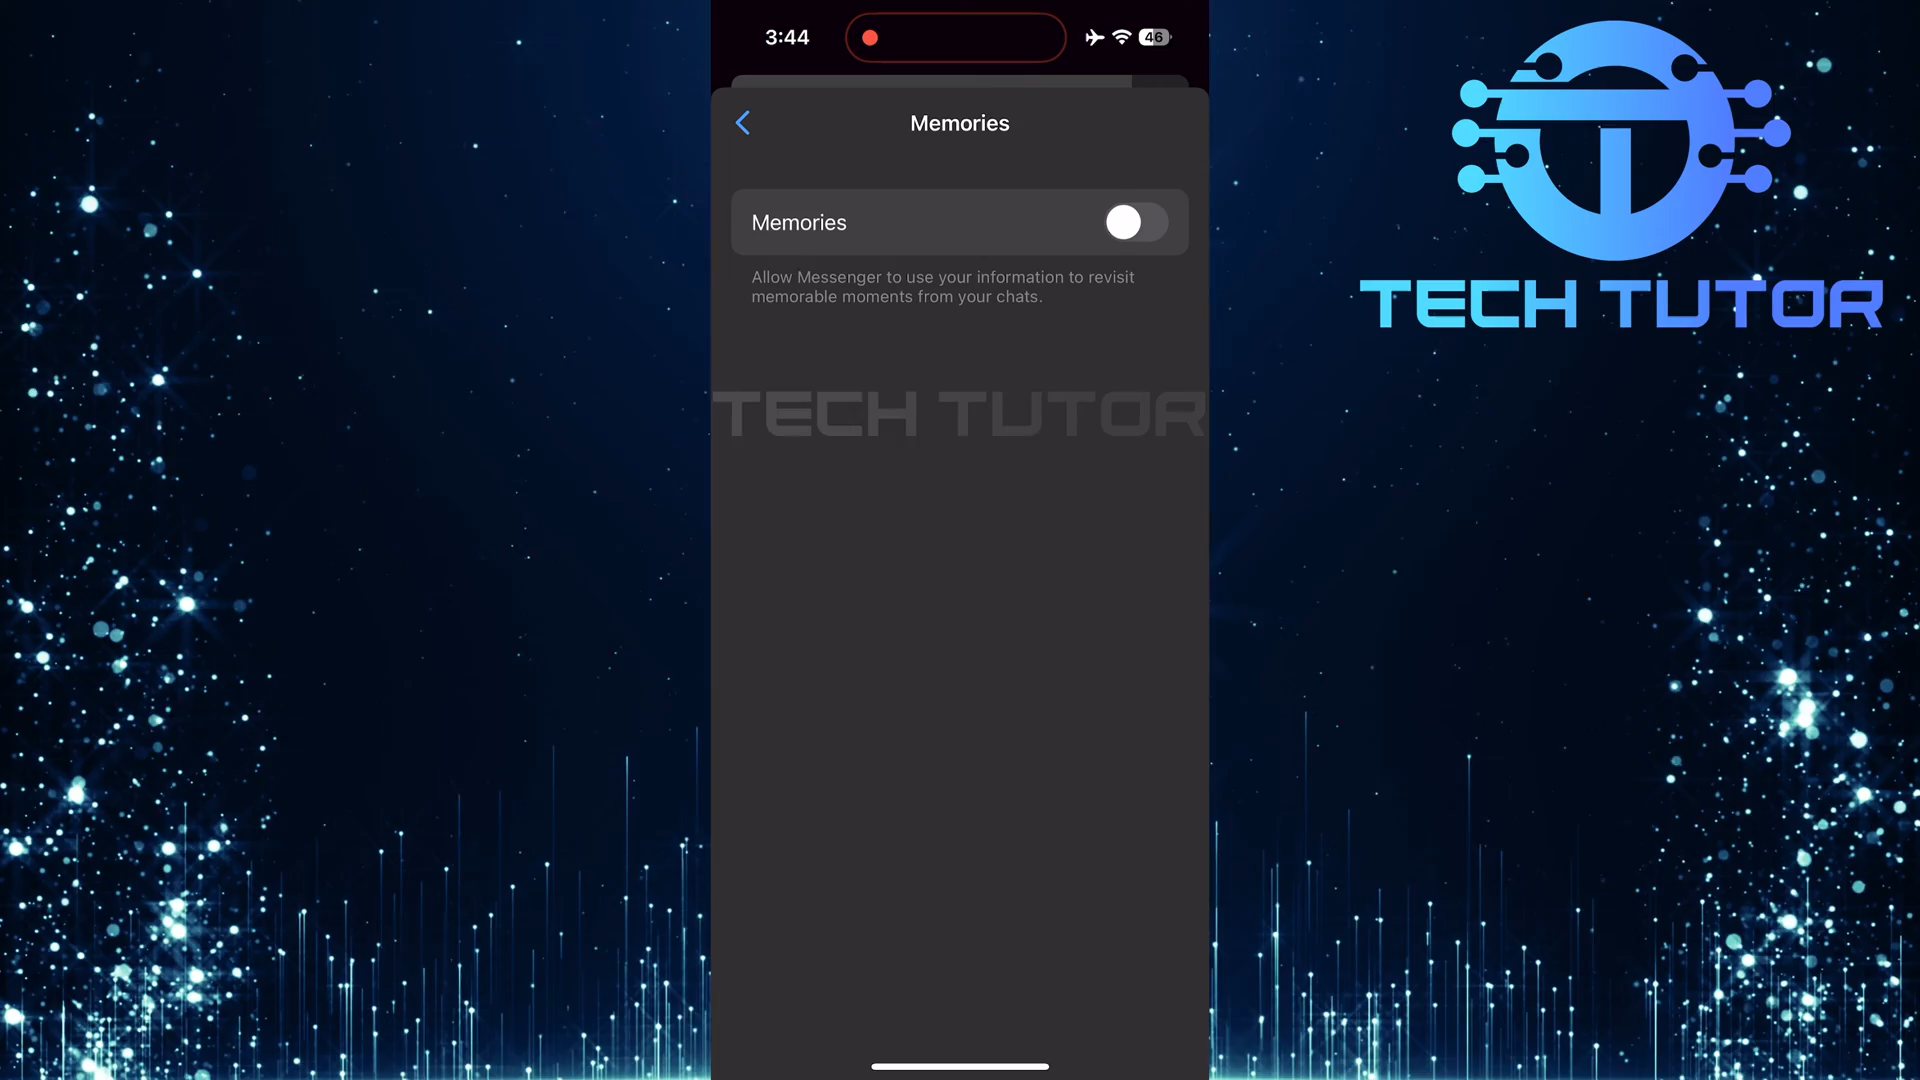 3:44
46
Memories
Memories
Allow Messenger to use your information to revisit
memorable moments from your chats.
TECH TUTOR
TECH TUTOR